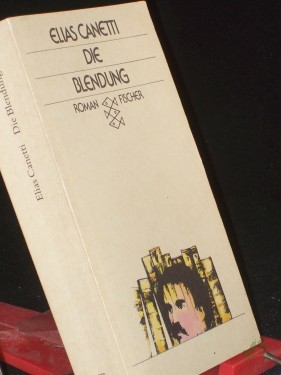 ELIAS CANETTI
DIE
BLENDUNG
ROMAN FISCHER
Elias Canetti Die Blendung